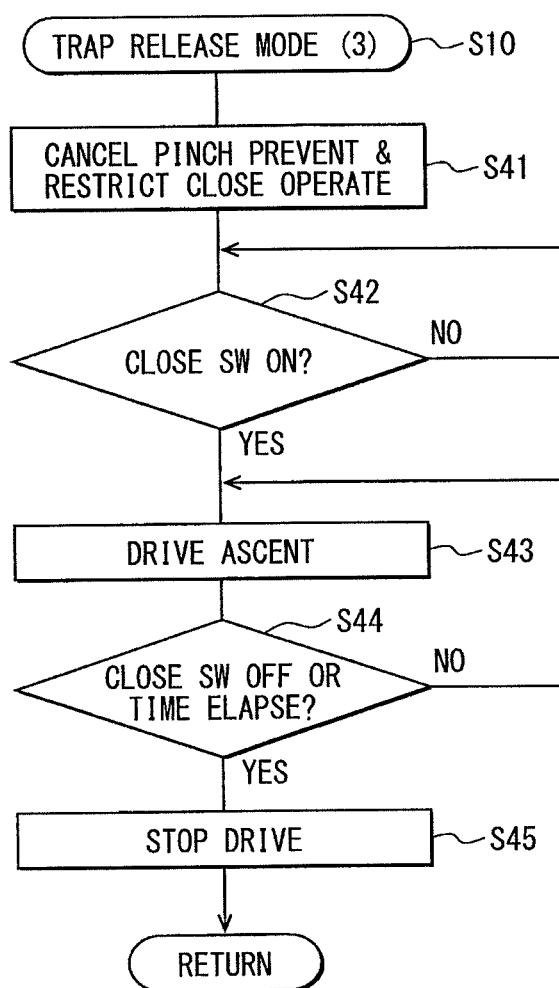 TRAP RELEASE MODE (3)
S10
CANCEL PINCH PREVENT &
RESTRICT CLOSE OPERATE
S41
S42
CLOSE SW ON?
NO
YES
DRIVE ASCENT
S43
S44
CLOSE SW OFF OR
TIME ELAPSE?
NO
YES
STOP DRIVE
S45
RETURN